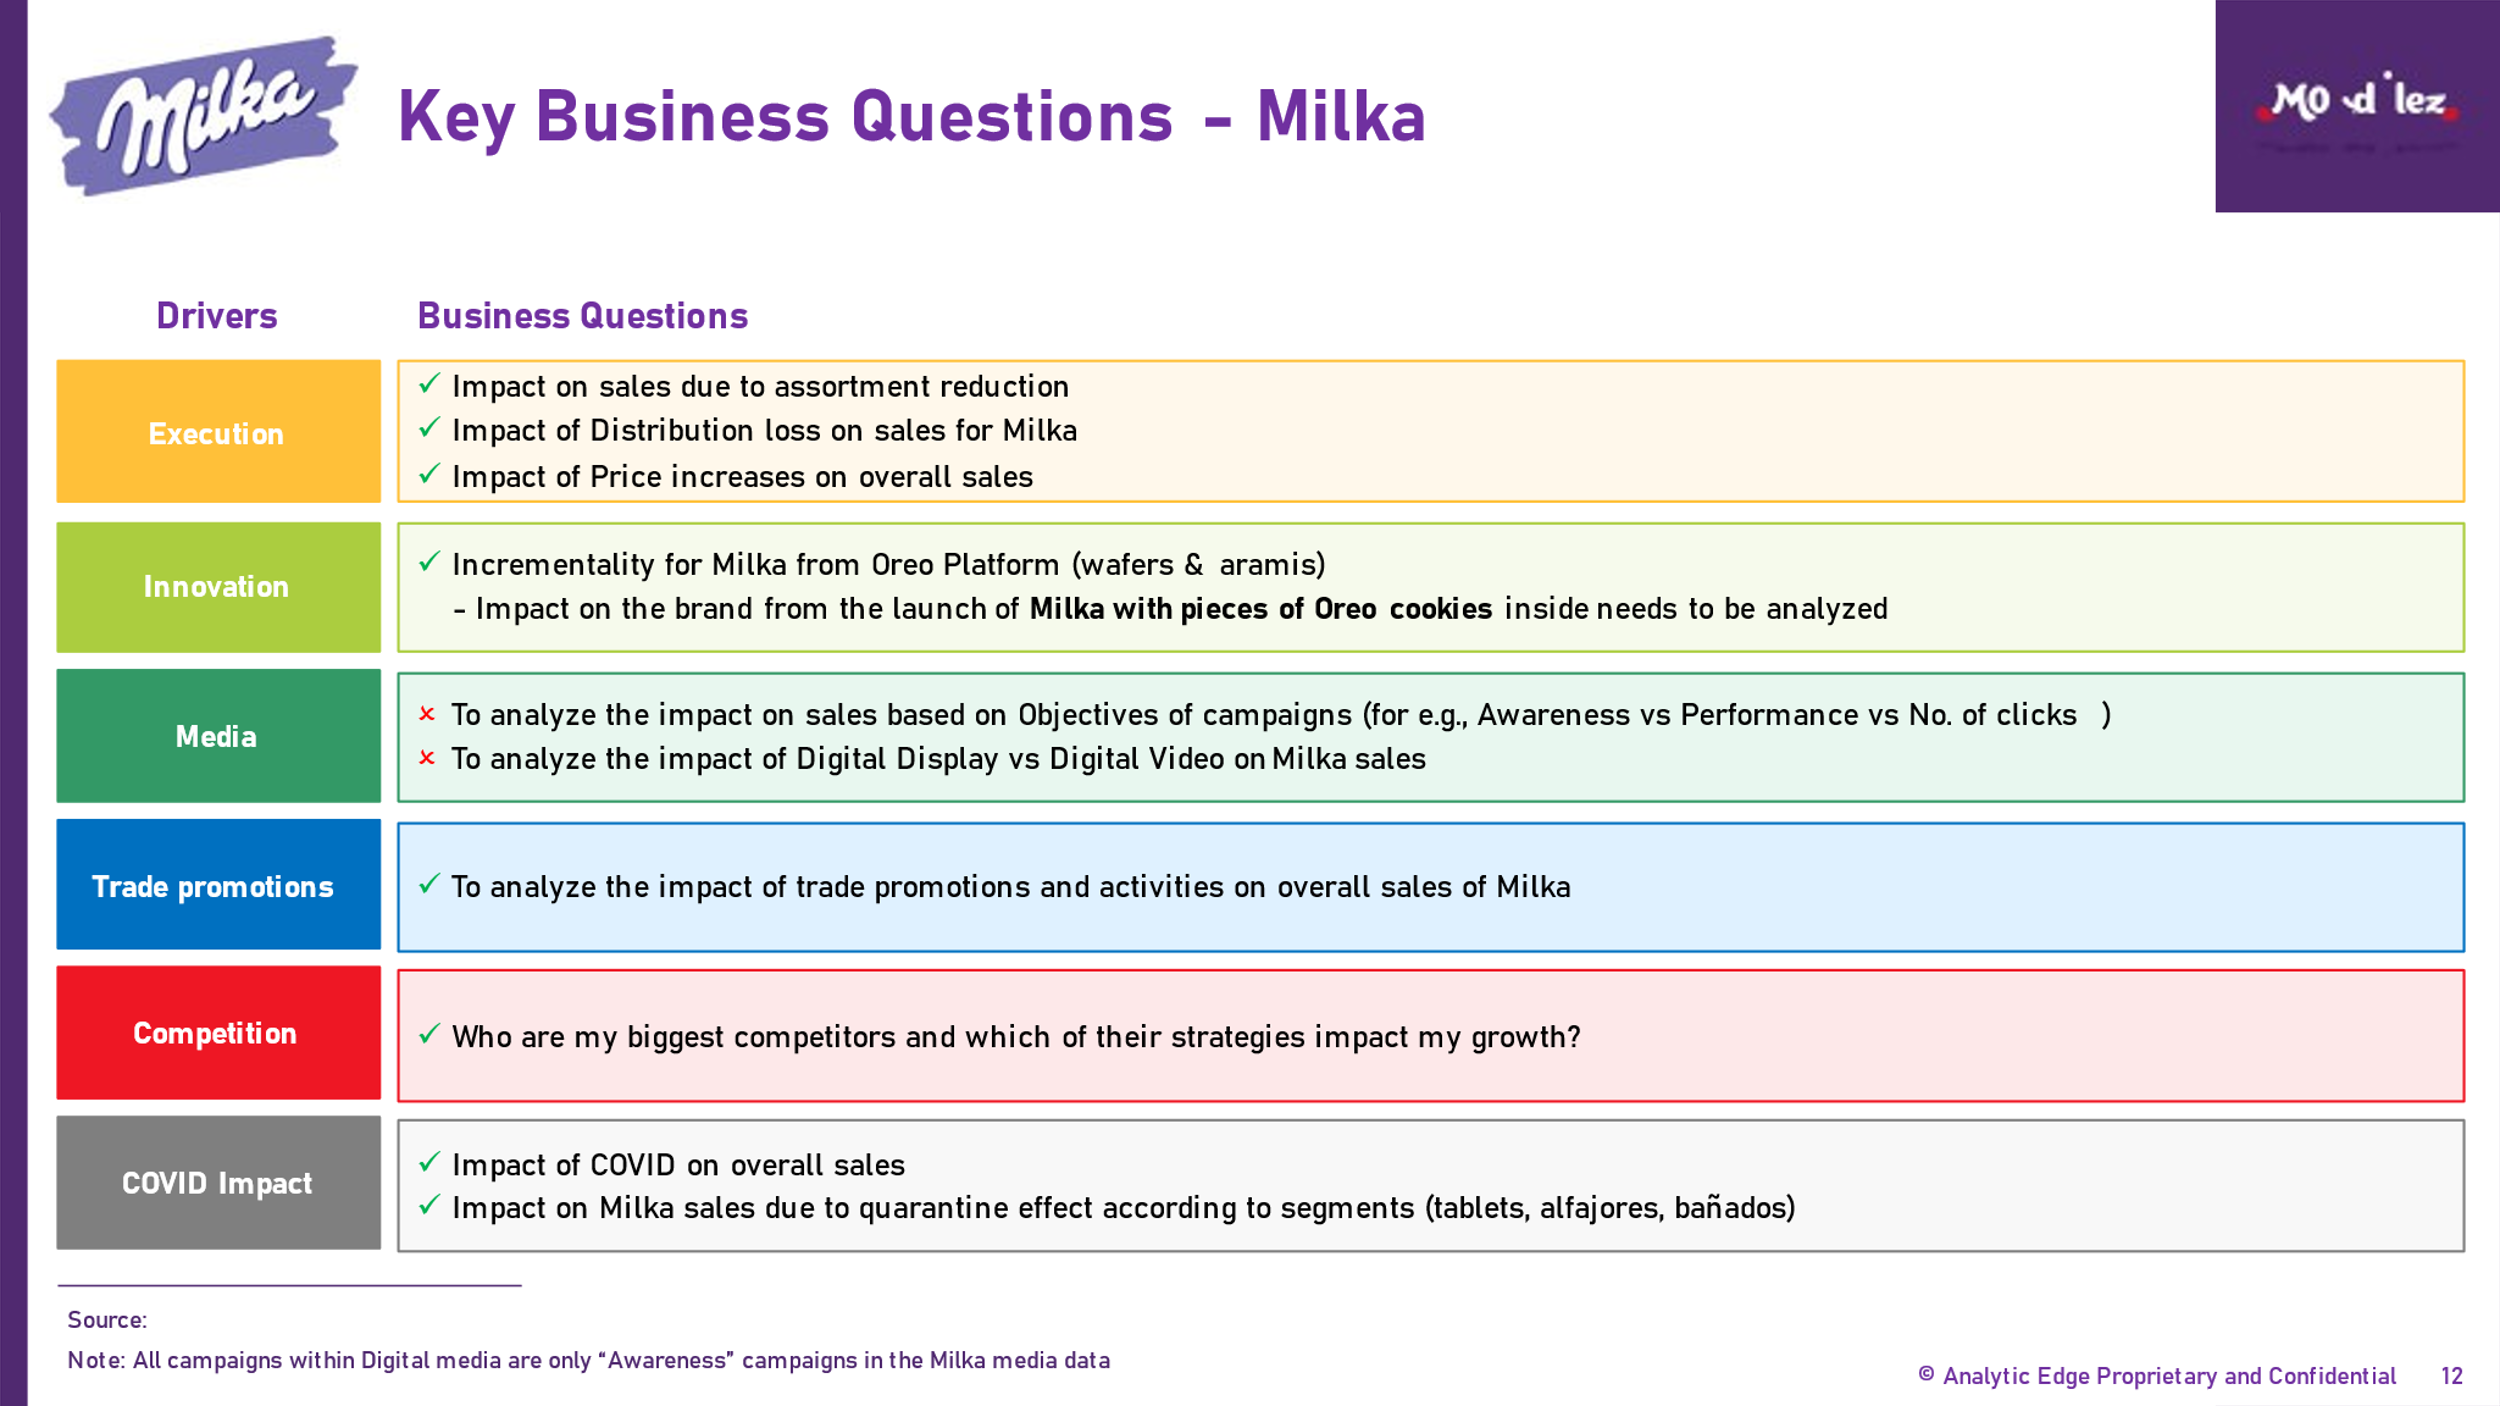 Milka
Key Business Questions - Milka
Mo d lez
Drivers
Business Questions
Execution
✓ Impact on sales due to assortment reduction
✓ Impact of Distribution loss on sales for Milka
✓ Impact of Price increases on overall sales
Innovation
✓ Incrementality for Milka from Oreo Platform (wafers & aramis)
- Impact on the brand from the launch of Milka with pieces of Oreo cookies inside needs to be analyzed
Media
✗ To analyze the impact on sales based on Objectives of campaigns (for e.g., Awareness vs Performance vs No. of clicks )
✗ To analyze the impact of Digital Display vs Digital Video on Milka sales
Trade promotions
✓ To analyze the impact of trade promotions and activities on overall sales of Milka
Competition
✓ Who are my biggest competitors and which of their strategies impact my growth?
COVID Impact
✓ Impact of COVID on overall sales
✓ Impact on Milka sales due to quarantine effect according to segments (tablets, alfajores, bañados)
Source:
Note: All campaigns within Digital media are only “Awareness” campaigns in the Milka media data
© Analytic Edge Proprietary and Confidential 12